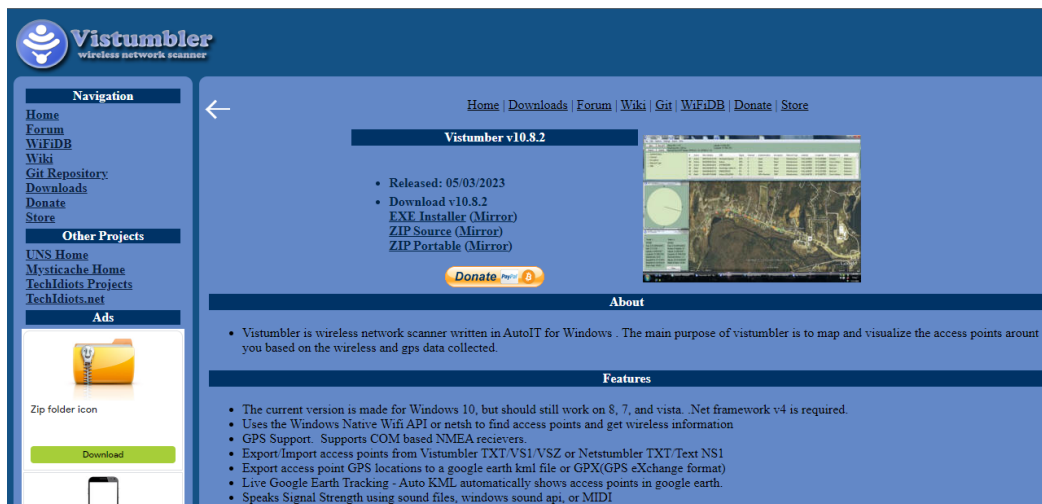 Vistumbler
wireless network scanner
Navigation
Home
Forum
WiFiDB
Wiki
Git Repository
Downloads
Donate
Store
Other Projects
UNS Home
Mysticache Home
TechIdiots Projects
TechIdiots.net
Ads
Zip folder icon
Download
Home | Downloads | Forum | Wiki | Git | WiFiDB | Donate | Store
Vistumber v10.8.2
• Released: 05/03/2023
• Download v10.8.2
EXE Installer (Mirror)
ZIP Source (Mirror)
ZIP Portable (Mirror)
Donate PayPal
About
• Vistumbler is wireless network scanner written in AutoIT for Windows . The main purpose of vistumbler is to map and visualize the access points arount
you based on the wireless and gps data collected.
Features
• The current version is made for Windows 10, but should still work on 8, 7, and vista. .Net framework v4 is required.
• Uses the Windows Native Wifi API or netsh to find access points and get wireless information
• GPS Support. Supports COM based NMEA recievers.
• Export/Import access points from Vistumbler TXT/VS1/VSZ or Netstumbler TXT/Text NS1
• Export access point GPS locations to a google earth kml file or GPX(GPS eXchange format)
• Live Google Earth Tracking - Auto KML automatically shows access points in google earth.
• Speaks Signal Strength using sound files, windows sound api, or MIDI